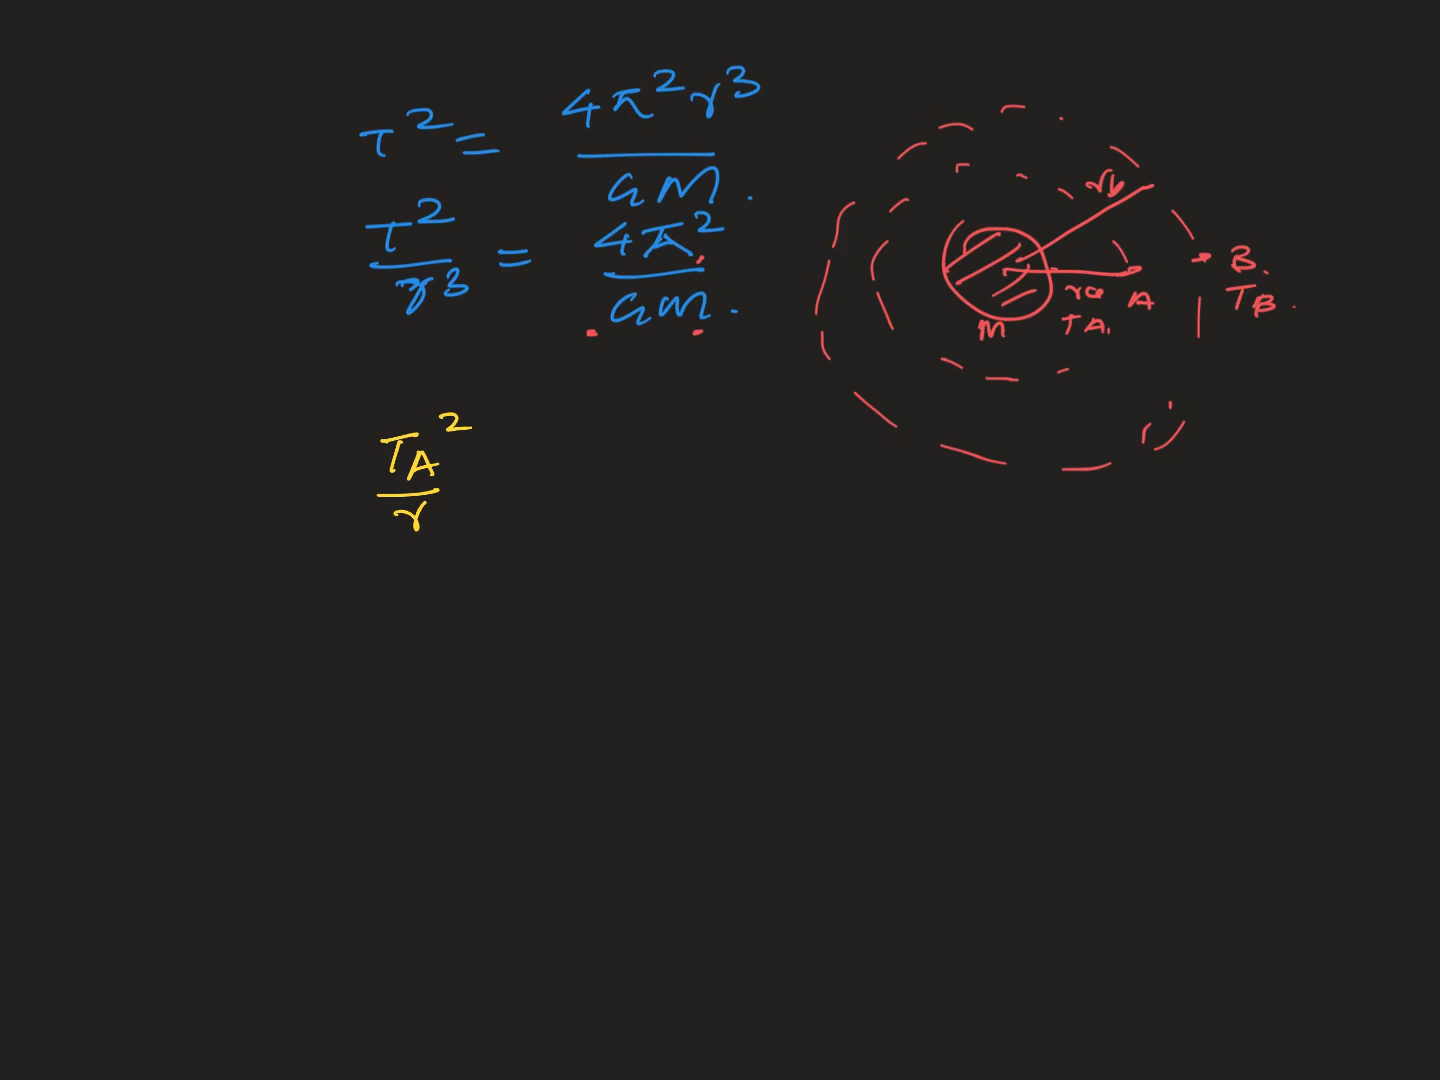 T² = 4π²r³ / GM.
T² / r³ = 4π² / GM.
rb
B.
ra A
TB.
M TA.
TA² / r